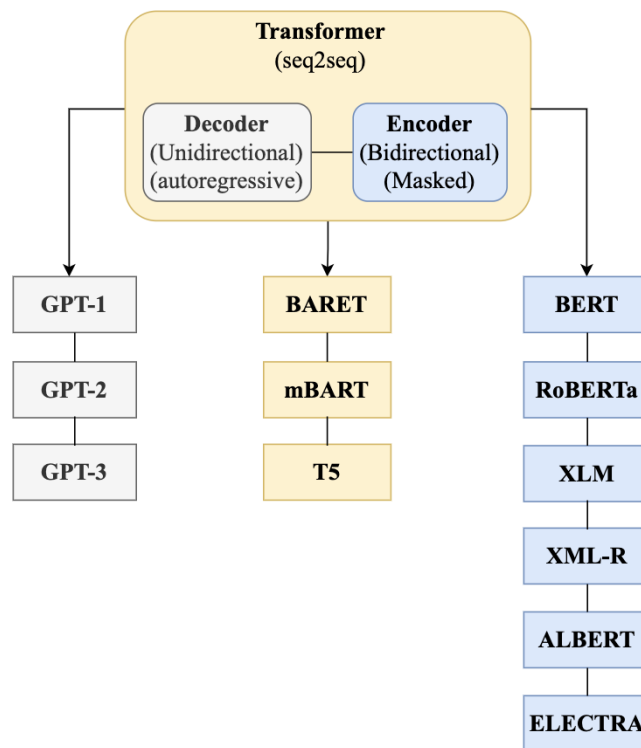 Transformer
(seq2seq)
Decoder
(Unidirectional)
(autoregressive)
Encoder
(Bidirectional)
(Masked)
GPT-1
GPT-2
GPT-3
BARET
mBART
T5
BERT
RoBERTa
XLM
XML-R
ALBERT
ELECTRA